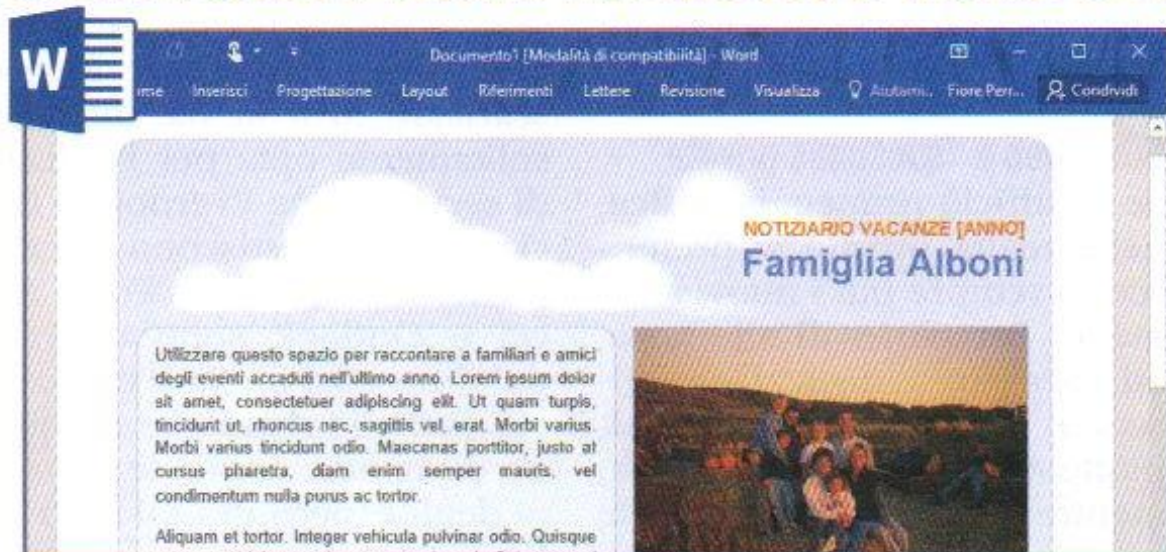 W
Documento1 [Modalità di compatibilità] - Word
Inserisci Progettazione Layout Riferimenti Lettere Revisione Visualizza Aiutami... Fiore Perr... Condividi
NOTIZIARIO VACANZE [ANNO]
Famiglia Alboni
Utilizzare questo spazio per raccontare a familiari e amici
degli eventi accaduti nell'ultimo anno. Lorem ipsum dolor
sit amet, consectetuer adipiscing elit. Ut quam turpis,
tincidunt ut, rhoncus nec, sagittis vel, erat. Morbi varius.
Morbi varius tincidunt odio. Maecenas porttitor, justo at
cursus pharetra, diam enim semper mauris, vel
condimentum nulla purus ac tortor.
Aliquam et tortor. Integer vehicula pulvinar odio. Quisque